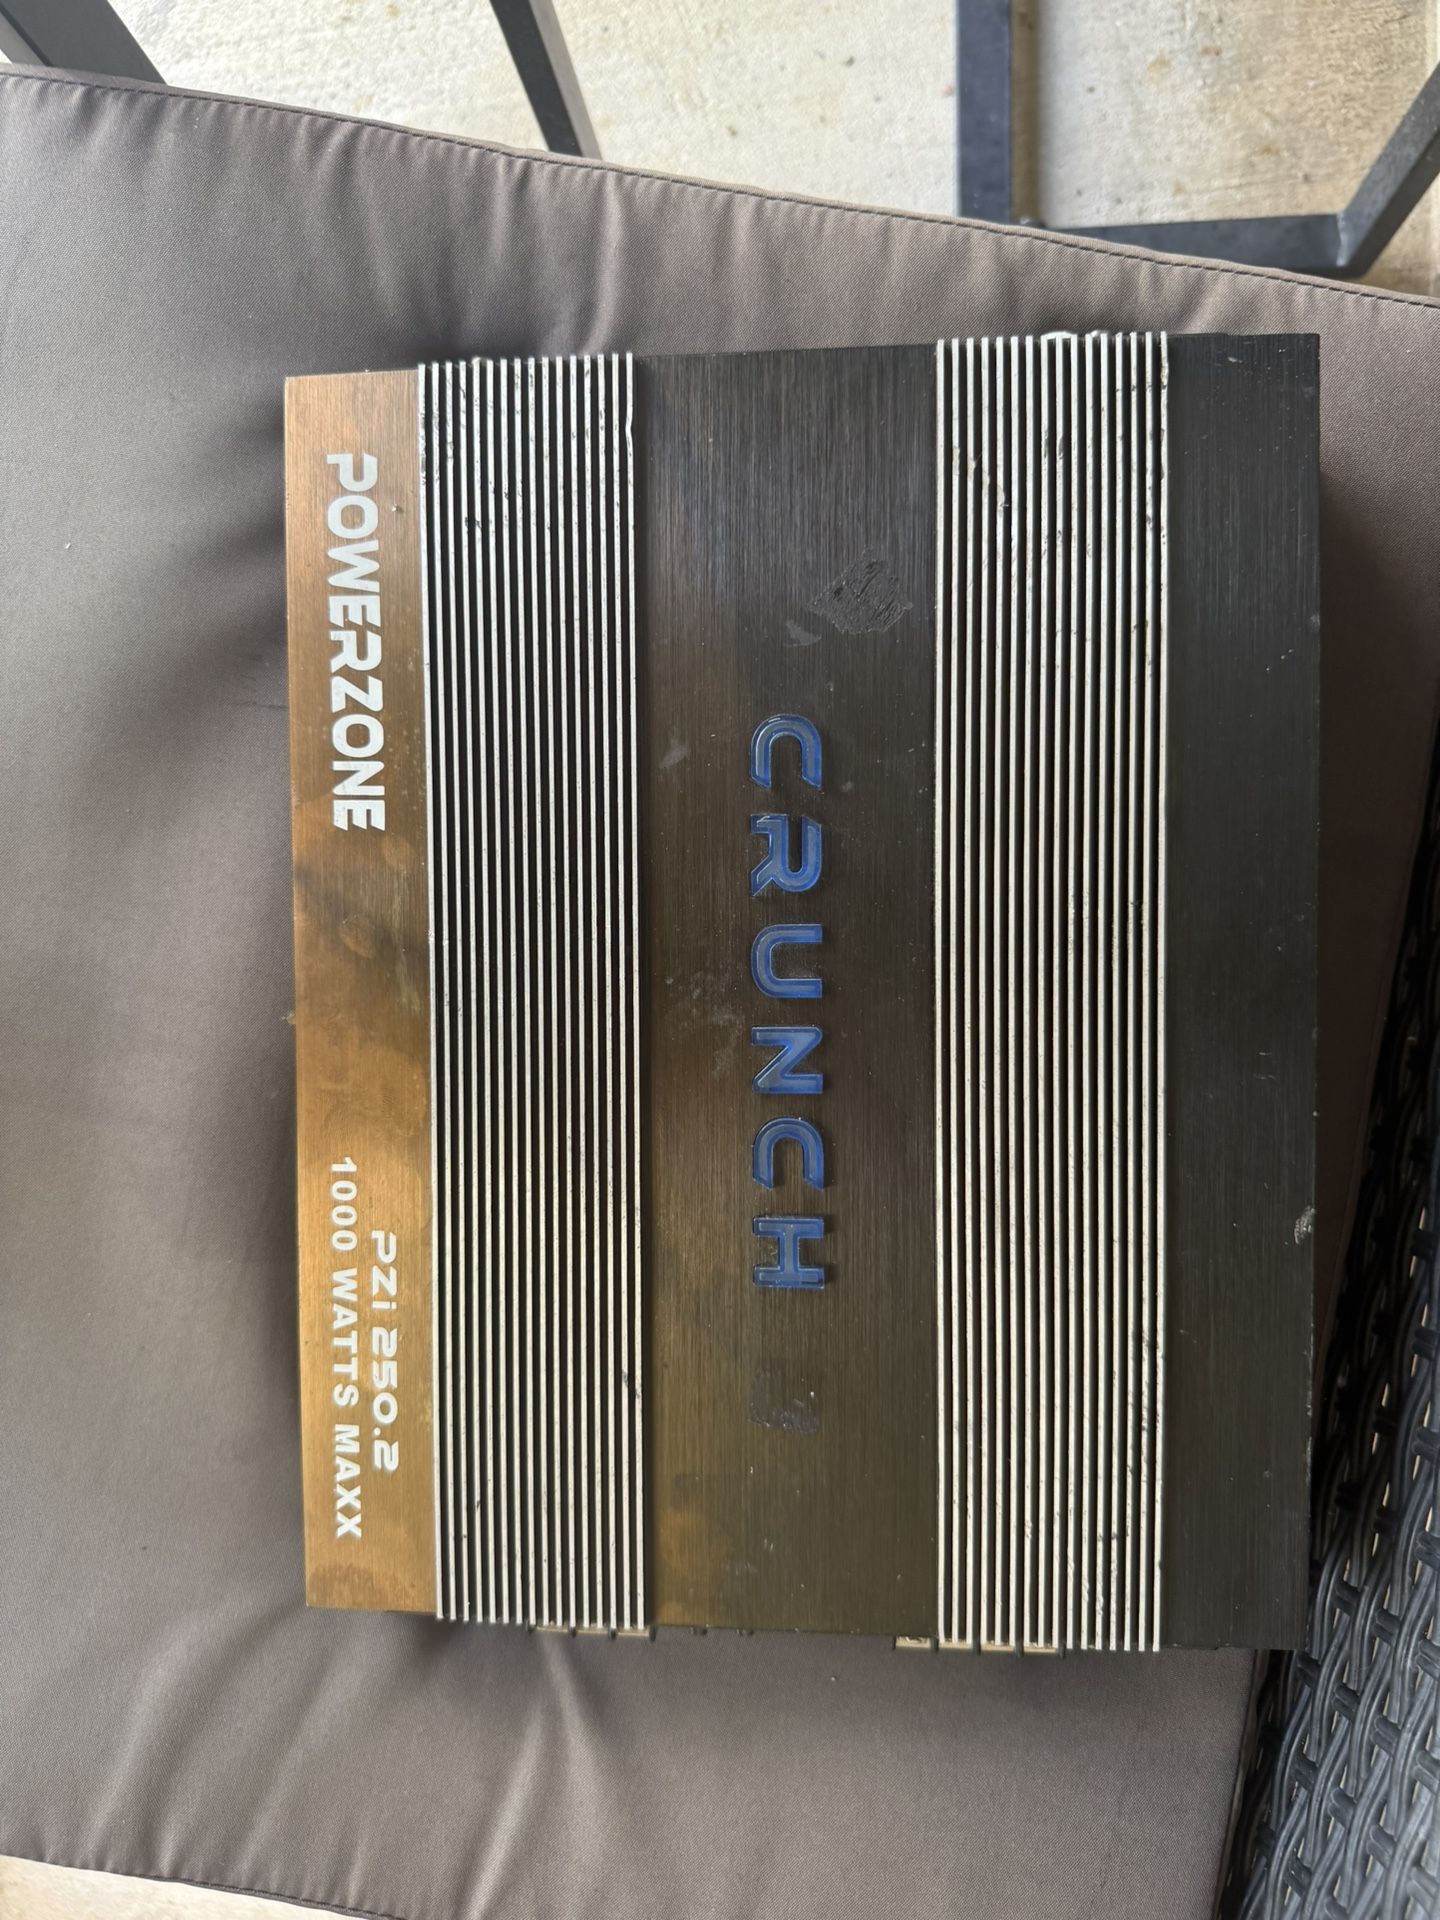 CRUNCH
POWERZONE
PZi 250.2
1000 WATTS MAXX